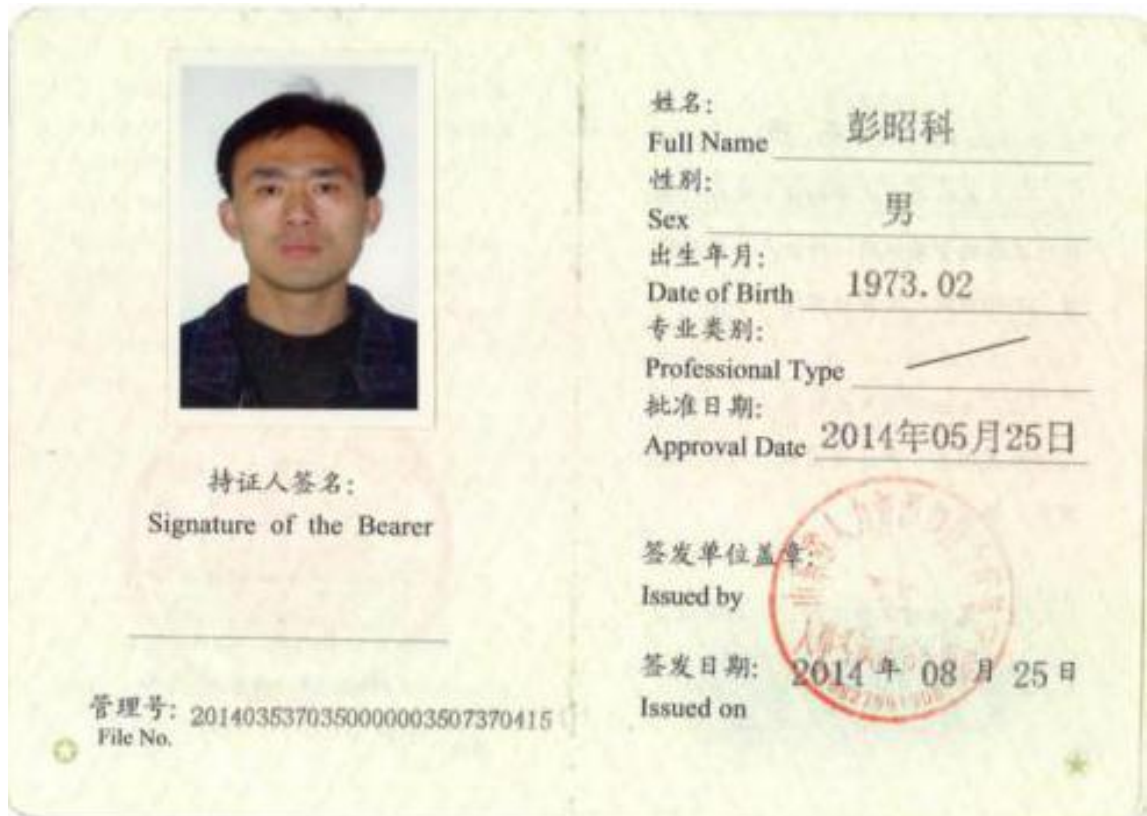 持证人签名:
Signature of the Bearer
管理号: 2014035370350000003507370415
File No.
姓名:
Full Name 彭昭科
性别:
Sex 男
出生年月:
Date of Birth 1973.02
专业类别:
Professional Type
批准日期:
Approval Date 2014年05月25日
签发单位盖章:
Issued by
签发日期: 2014 年 08 月 25 日
Issued on